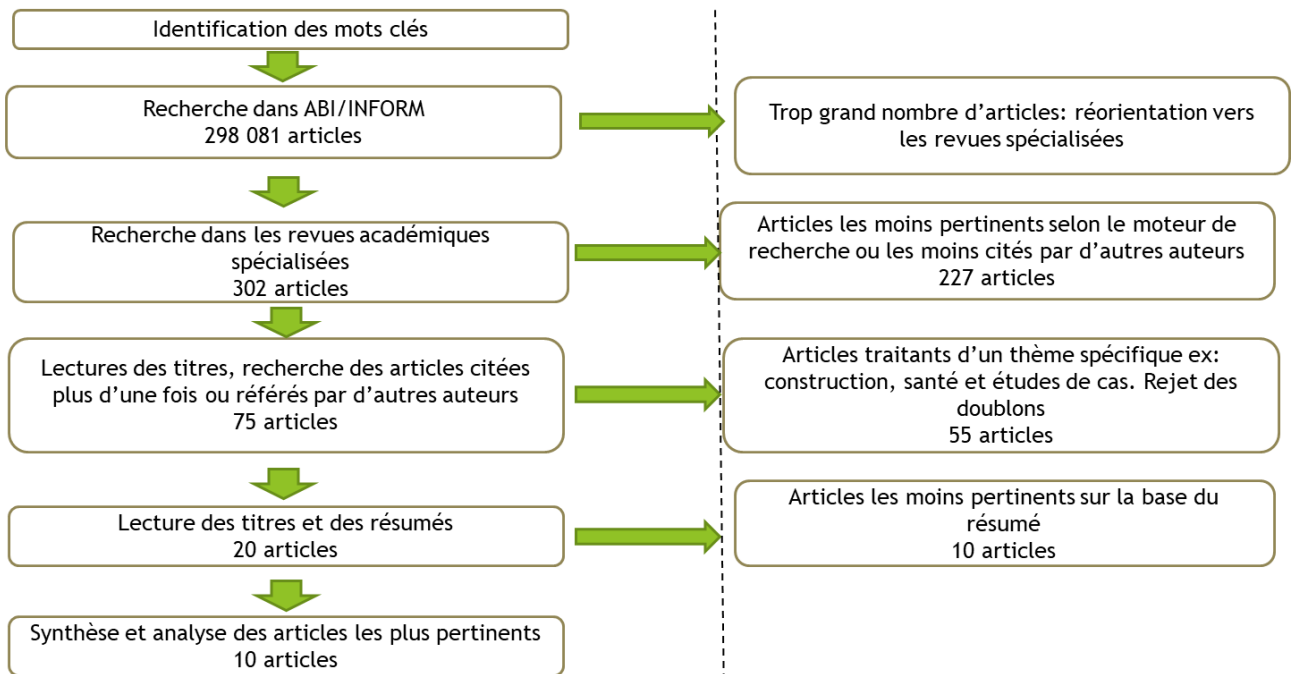 Identification des mots clés
Recherche dans ABI/INFORM
298 081 articles
Trop grand nombre d’articles: réorientation vers
les revues spécialisées
Recherche dans les revues académiques
spécialisées
302 articles
Articles les moins pertinents selon le moteur de
recherche ou les moins cités par d’autres auteurs
227 articles
Lectures des titres, recherche des articles citées
plus d’une fois ou référés par d’autres auteurs
75 articles
Articles traitants d’un thème spécifique ex:
construction, santé et études de cas. Rejet des
doublons
55 articles
Lecture des titres et des résumés
20 articles
Articles les moins pertinents sur la base du
résumé
10 articles
Synthèse et analyse des articles les plus pertinents
10 articles